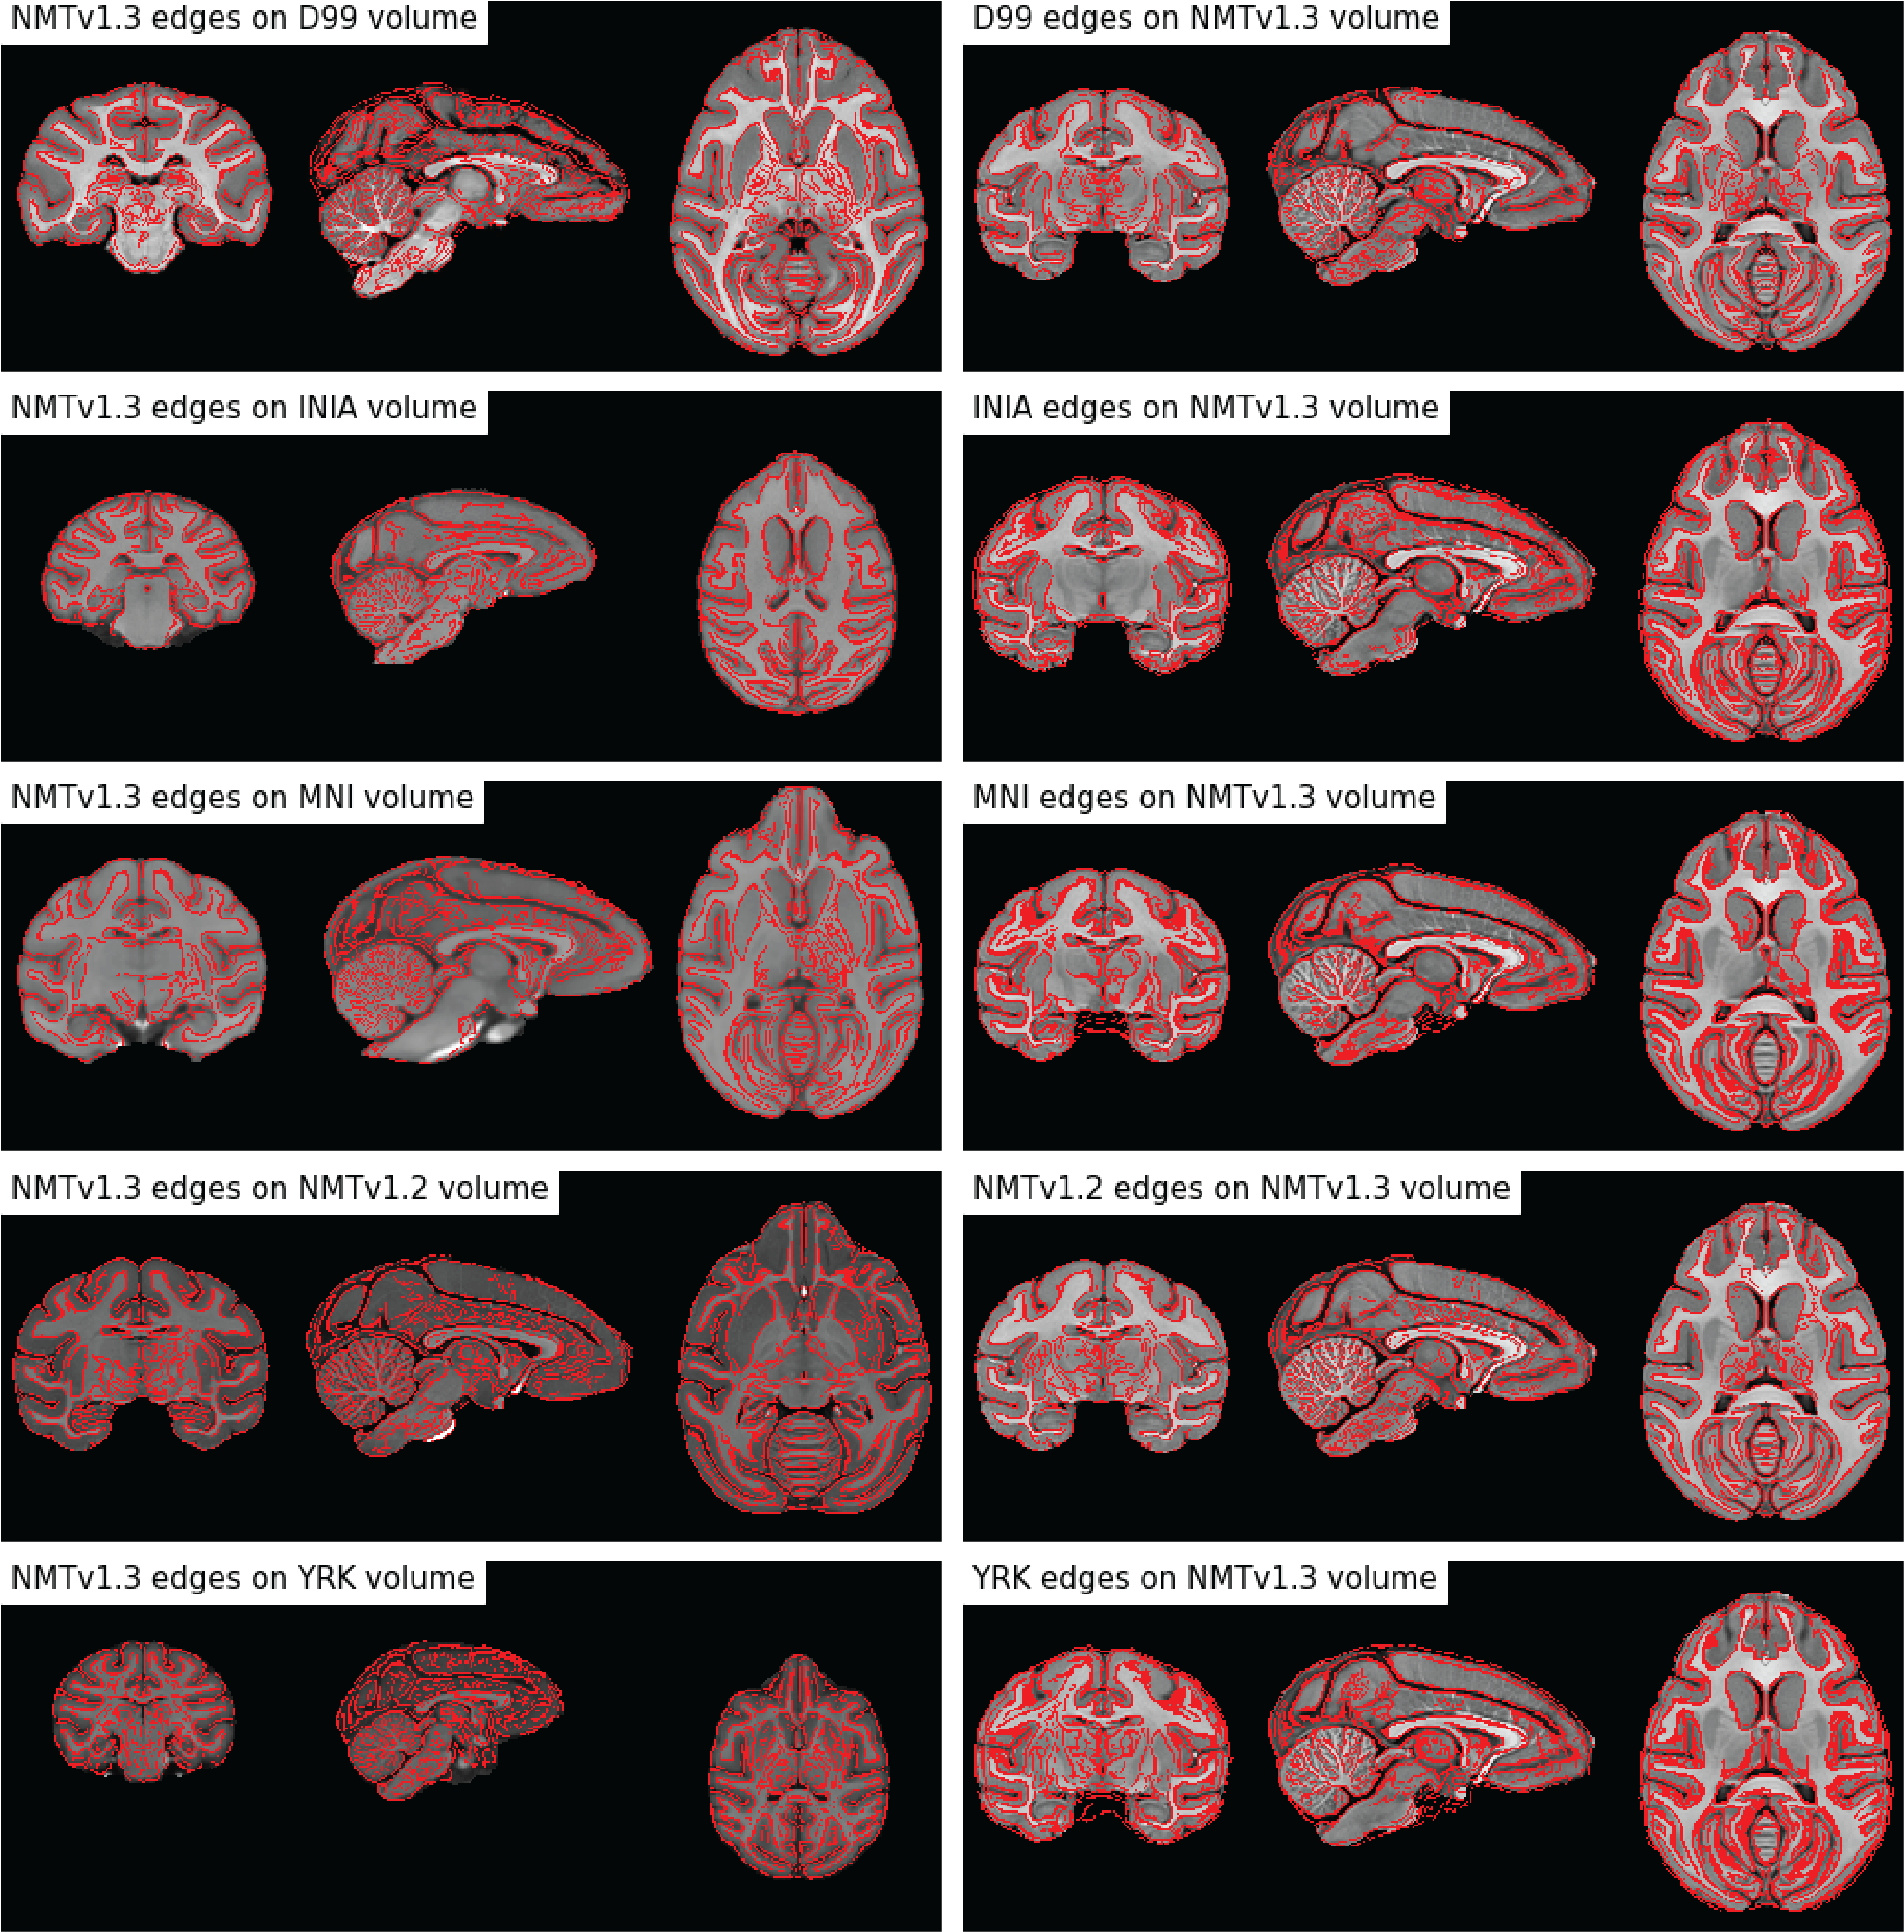 NMTv1.3 edges on D99 volume
D99 edges on NMTv1.3 volume
NMTv1.3 edges on INIA volume
INIA edges on NMTv1.3 volume
NMTv1.3 edges on MNI volume
MNI edges on NMTv1.3 volume
NMTv1.3 edges on NMTv1.2 volume
NMTv1.2 edges on NMTv1.3 volume
NMTv1.3 edges on YRK volume
YRK edges on NMTv1.3 volume